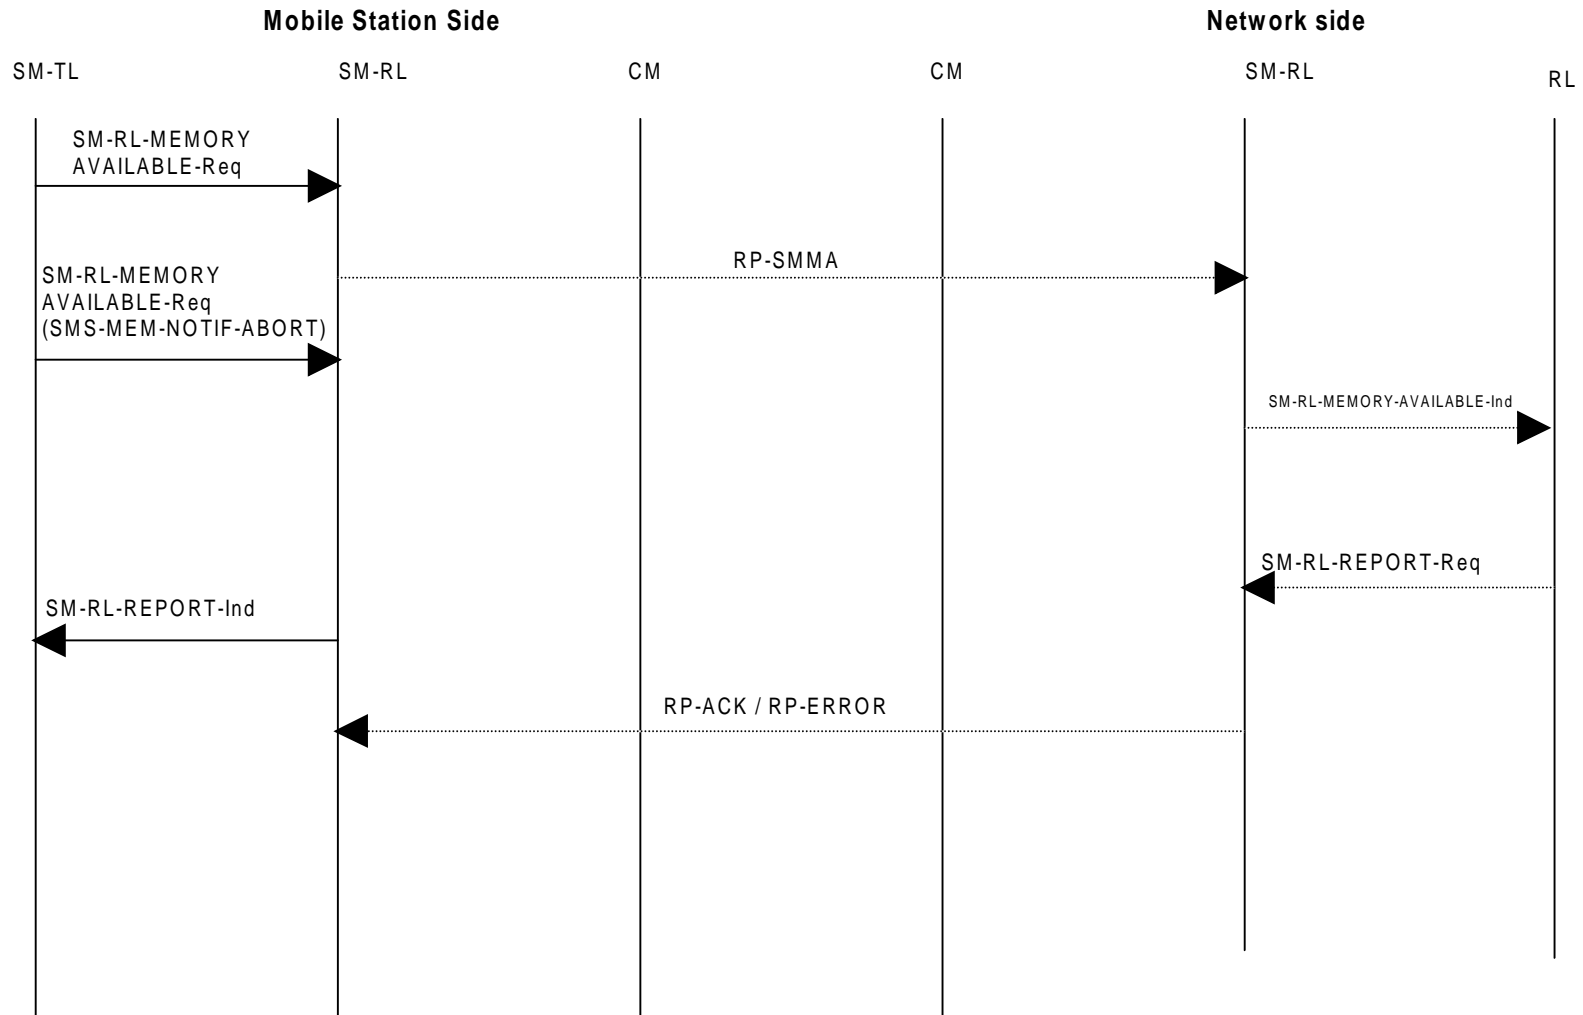 Mobile Station Side
Network side
SM-TL
SM-RL
CM
CM
SM-RL
RL
SM-RL-MEMORY
AVAILABLE-Req
RP-SMMA
SM-RL-MEMORY
AVAILABLE-Req
(SMS-MEM-NOTIF-ABORT)
SM-RL-MEMORY-AVAILABLE-Ind
SM-RL-REPORT-Req
SM-RL-REPORT-Ind
RP-ACK / RP-ERROR